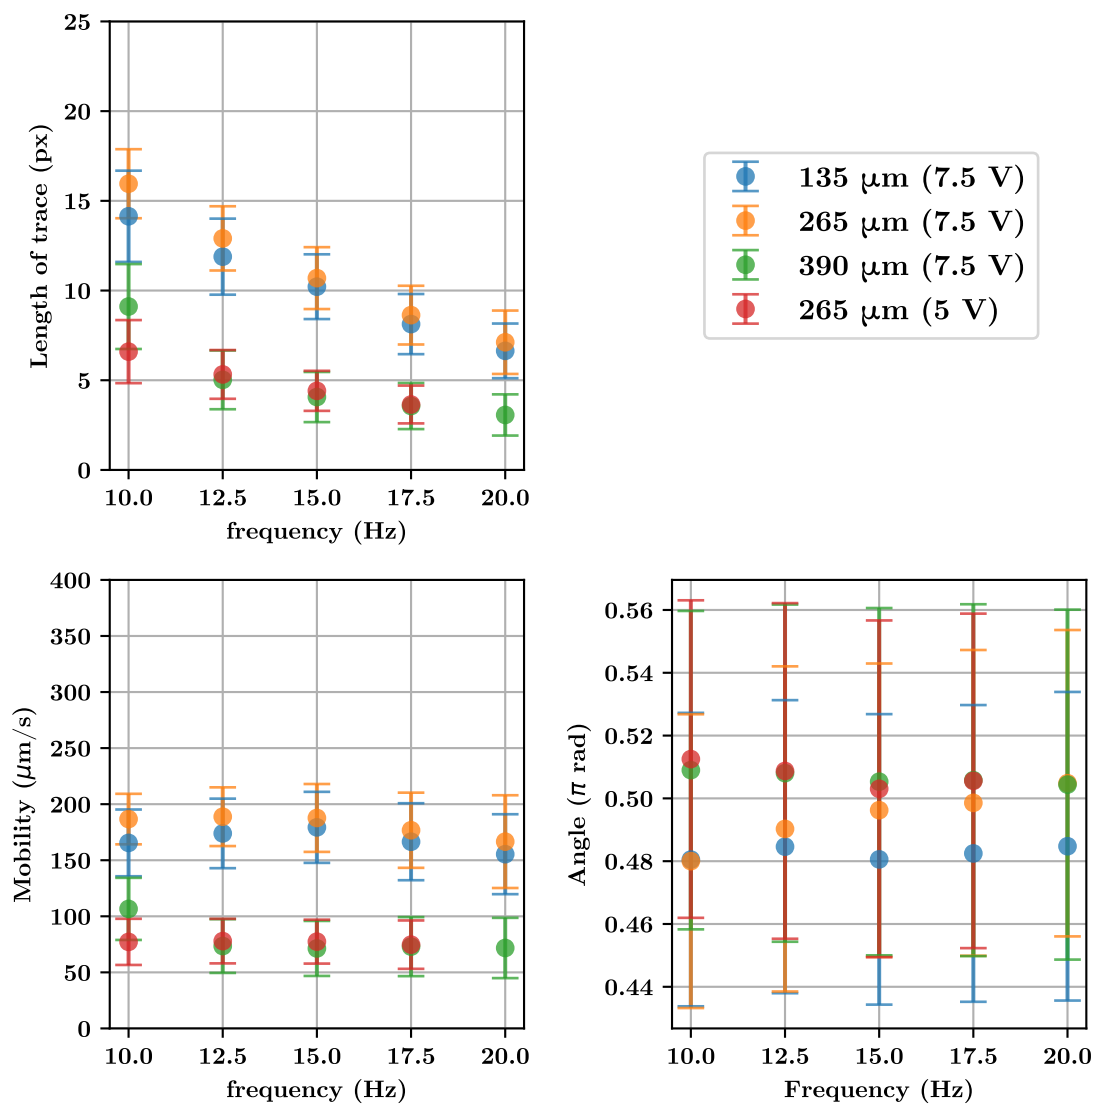 25
20
15
10
5
0
Length of trace (px)
10.0 12.5 15.0 17.5 20.0
frequency (Hz)
135 μm (7.5 V)
265 μm (7.5 V)
390 μm (7.5 V)
265 μm (5 V)
400
350
300
250
200
150
100
50
0
Mobility (μm/s)
10.0 12.5 15.0 17.5 20.0
frequency (Hz)
0.56
0.54
0.52
0.50
0.48
0.46
0.44
Angle (π rad)
10.0 12.5 15.0 17.5 20.0
Frequency (Hz)